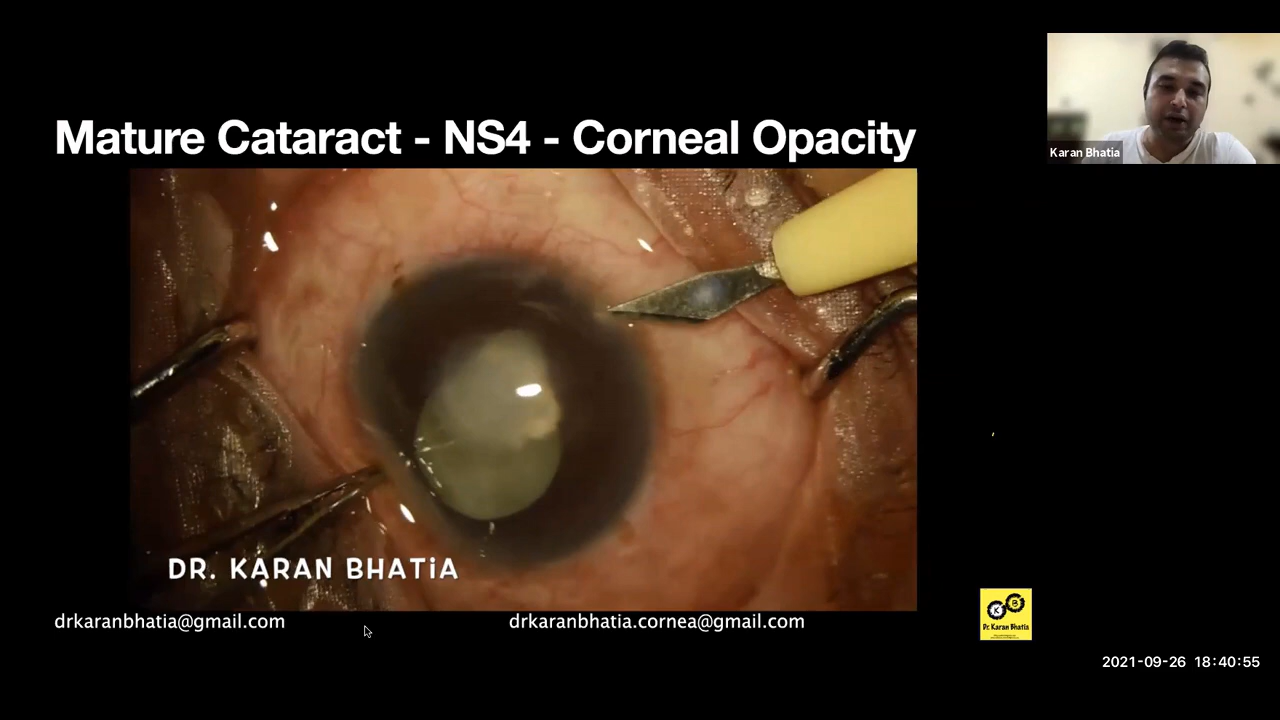 Mature Cataract - NS4 - Corneal Opacity
Karan Bhatia
DR. KARAN BHATiA
drkaranbhatia@gmail.com
drkaranbhatia.cornea@gmail.com
K B
Dr. Karan Bhatia
2021-09-26 18:40:55